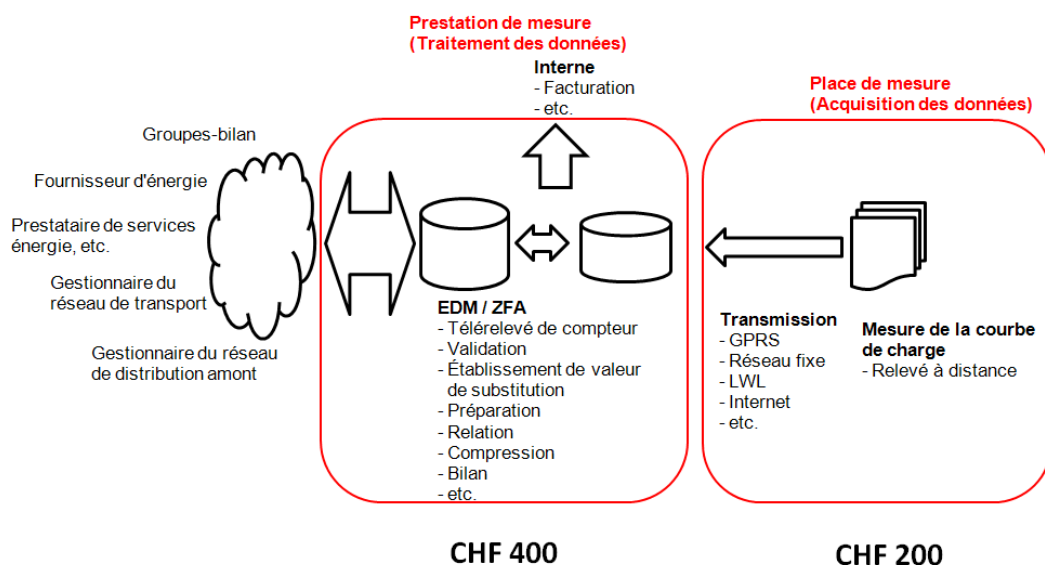 Prestation de mesure
(Traitement des données)
Interne
- Facturation
- etc.
Place de mesure
(Acquisition des données)
Groupes-bilan
Fournisseur d'énergie
Prestataire de services
énergie, etc.
Gestionnaire du
réseau de transport
Gestionnaire du réseau
de distribution amont
EDM / ZFA
- Télérelevé de compteur
- Validation
- Établissement de valeur
de substitution
- Préparation
- Relation
- Compression
- Bilan
- etc.
Transmission
- GPRS
- Réseau fixe
- LWL
- Internet
- etc.
Mesure de la courbe
de charge
- Relevé à distance
CHF 400
CHF 200